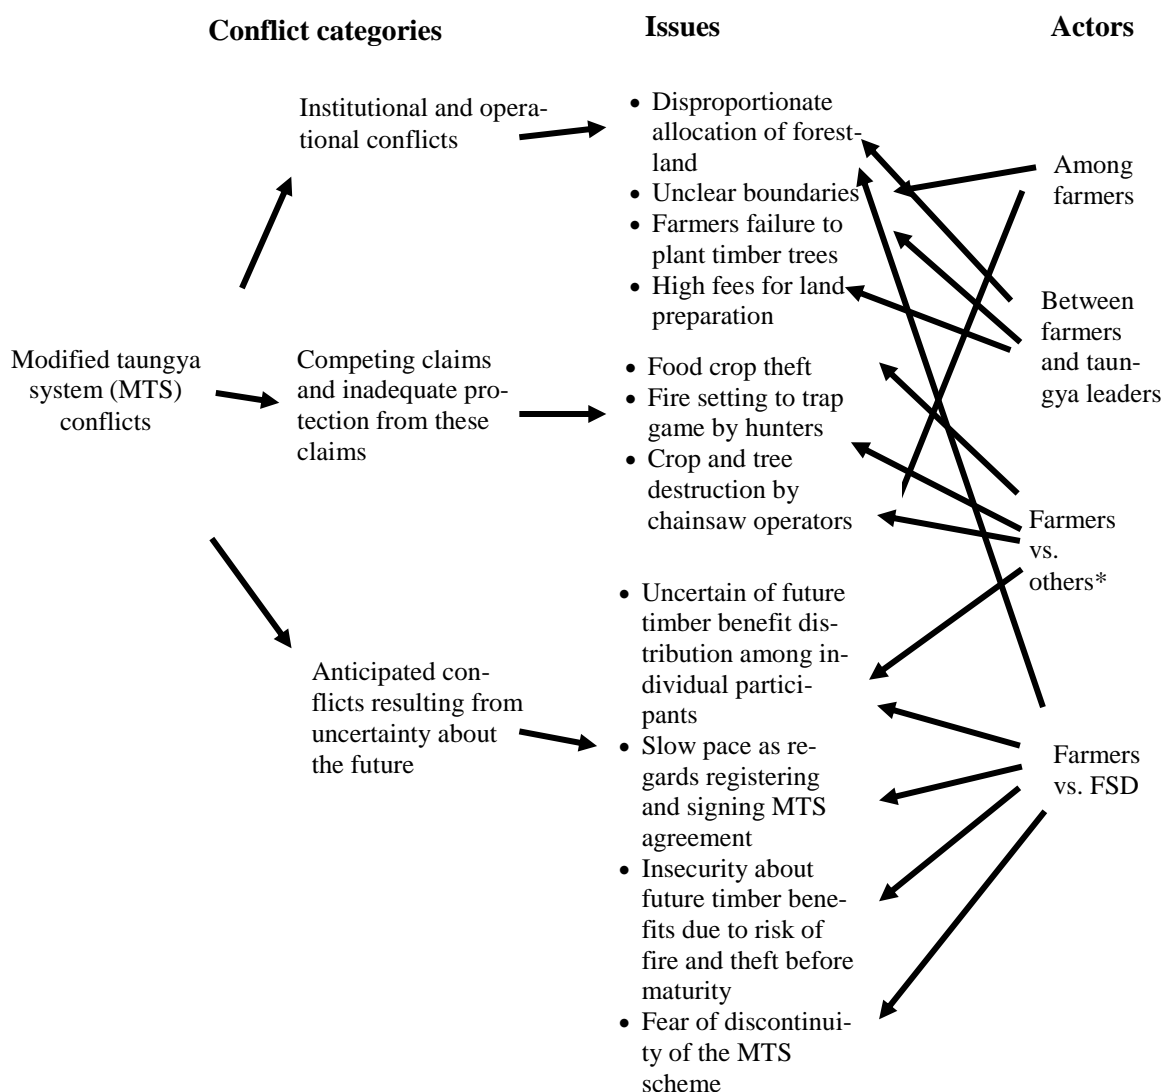 Conflict categories
Issues
Actors
Modified taungya
system (MTS)
conflicts
Institutional and opera-
tional conflicts
Competing claims
and inadequate pro-
tection from these
claims
Anticipated con-
flicts resulting from
uncertainty about
the future
• Disproportionate
allocation of forest-
land
• Unclear boundaries
• Farmers failure to
plant timber trees
• High fees for land
preparation
• Food crop theft
• Fire setting to trap
game by hunters
• Crop and tree
destruction by
chainsaw operators
• Uncertain of future
timber benefit dis-
tribution among in-
dividual partici-
pants
• Slow pace as re-
gards registering
and signing MTS
agreement
• Insecurity about
future timber bene-
fits due to risk of
fire and theft before
maturity
• Fear of discontinu-
ity of the MTS
scheme
Among
farmers
Between
farmers
and taun-
gya leaders
Farmers
vs.
others*
Farmers
vs. FSD